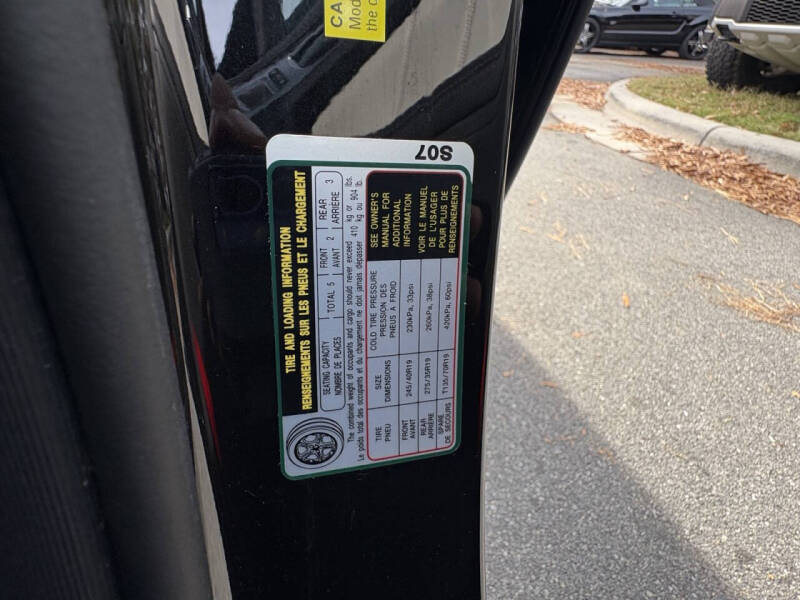 CA
Mod
the c
S07
TIRE AND LOADING INFORMATION
RENSEIGNEMENTS SUR LES PNEUS ET LE CHARGEMENT
SEATING CAPACITY TOTAL 5 FRONT 2 REAR 3
NOMBRE DE PLACES AVANT ARRIÈRE
The combined weight of occupants and cargo should never exceed 410 kg or lbs.
Le poids total des occupants et du chargement ne doit jamais dépasser kg ou 904 lb.
TIRE SIZE COLD TIRE PRESSURE
PNEU DIMENSIONS PRESSION DES PNEUS A FROID
FRONT 245/40R19 230kPa, 33psi
AVANT
REAR 275/35R19 260kPa, 38psi
ARRIÈRE
SPARE T135/70R19 420kPa, 60psi
DE SECOURS
SEE OWNER'S
MANUAL FOR
ADDITIONAL
INFORMATION
VOIR LE MANUEL
DE L'USAGER
POUR PLUS DE
RENSEIGNEMENTS